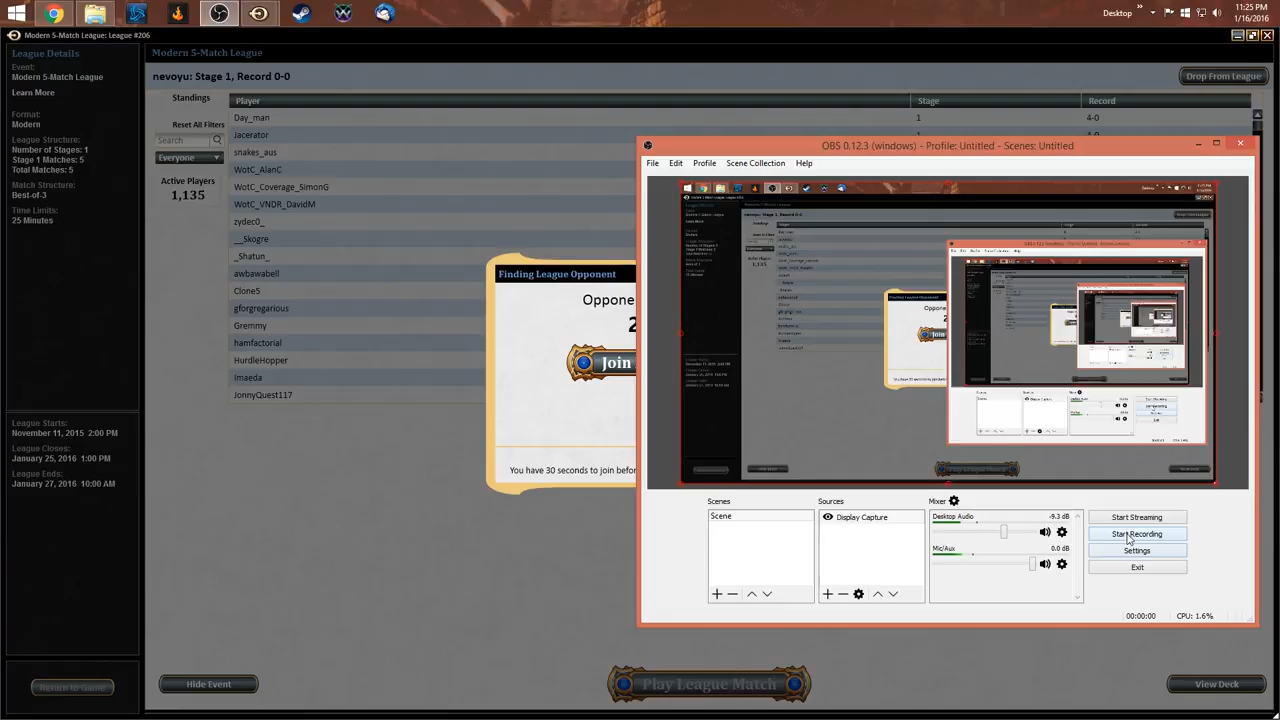 Desktop
11:25 PM
1/16/2016
Modern 5-Match League: League #206
League Details
Event:
Modern 5-Match League
Learn More
Format:
Modern
League Structure:
Number of Stages: 1
Stage 1 Matches: 5
Total Matches: 5
Match Structure:
Best-of-3
Time Limits:
25 Minutes
League Starts:
November 11, 2015 2:00 PM
League Closes:
January 25, 2016 1:00 PM
League Ends:
January 27, 2016 10:00 AM
Return to Game
Modern 5-Match League
nevoyu: Stage 1, Record 0-0
Drop From League
Standings
Reset All Filters
Search
Everyone
Active Players
1,135
Player Stage Record
Day_man 1 4-0
Jacerator
snakes_aus
WotC_AlanC
WotC_Coverage_SimonG
WotC_VNDR_DavidM
zydec0_
__Skogre
_Shatun_
awbawabell
Clone5
gforgregarious
Gremmy
hamfactorial
HurdleHopper
Imaeda
JonnyQuest117
Finding League Opponent
Oppone
2
Join
You have 30 seconds to join befor
Hide Event
Play League Match
View Deck
OBS 0.12.3 (windows) - Profile: Untitled - Scenes: Untitled
File Edit Profile Scene Collection Help
Scenes
Scene
Sources
Display Capture
Mixer
Desktop Audio -9.3 dB
Mic/Aux 0.0 dB
Start Streaming
Start Recording
Settings
Exit
00:00:00 CPU: 1.6%